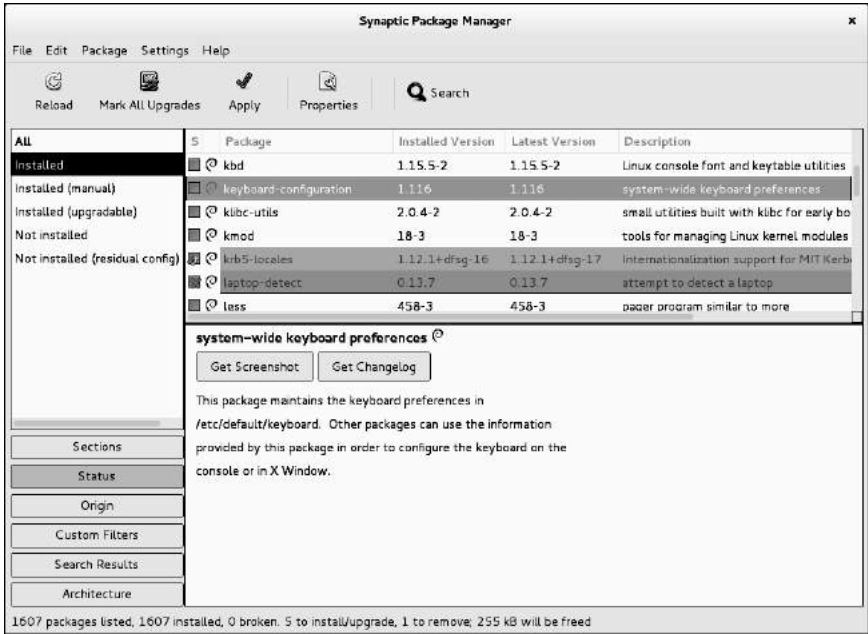 Synaptic Package Manager
File Edit Package Settings Help
Reload Mark All Upgrades Apply Properties Search
All
Installed
Installed (manual)
Installed (upgradable)
Not installed
Not installed (residual config)
S Package Installed Version Latest Version Description
kbd 1.15.5-2 1.15.5-2 Linux console font and keytable utilities
keyboard-configuration 1.116 1.116 system-wide keyboard preferences
klibc-utils 2.0.4-2 2.0.4-2 small utilities built with klibc for early bo
kmod 18-3 18-3 tools for managing Linux kernel modules
krb5-locales 1.12.1+dfsg-16 1.12.1+dfsg-17 Internationalization support for MIT Kerb
laptop-detect 0.13.7 0.13.7 attempt to detect a laptop
less 458-3 458-3 pager program similar to more
system-wide keyboard preferences
Get Screenshot Get Changelog
This package maintains the keyboard preferences in
/etc/default/keyboard. Other packages can use the information
provided by this package in order to configure the keyboard on the
console or in X Window.
Sections
Status
Origin
Custom Filters
Search Results
Architecture
1607 packages listed, 1607 installed, 0 broken. 5 to install/upgrade, 1 to remove; 255 kB will be freed